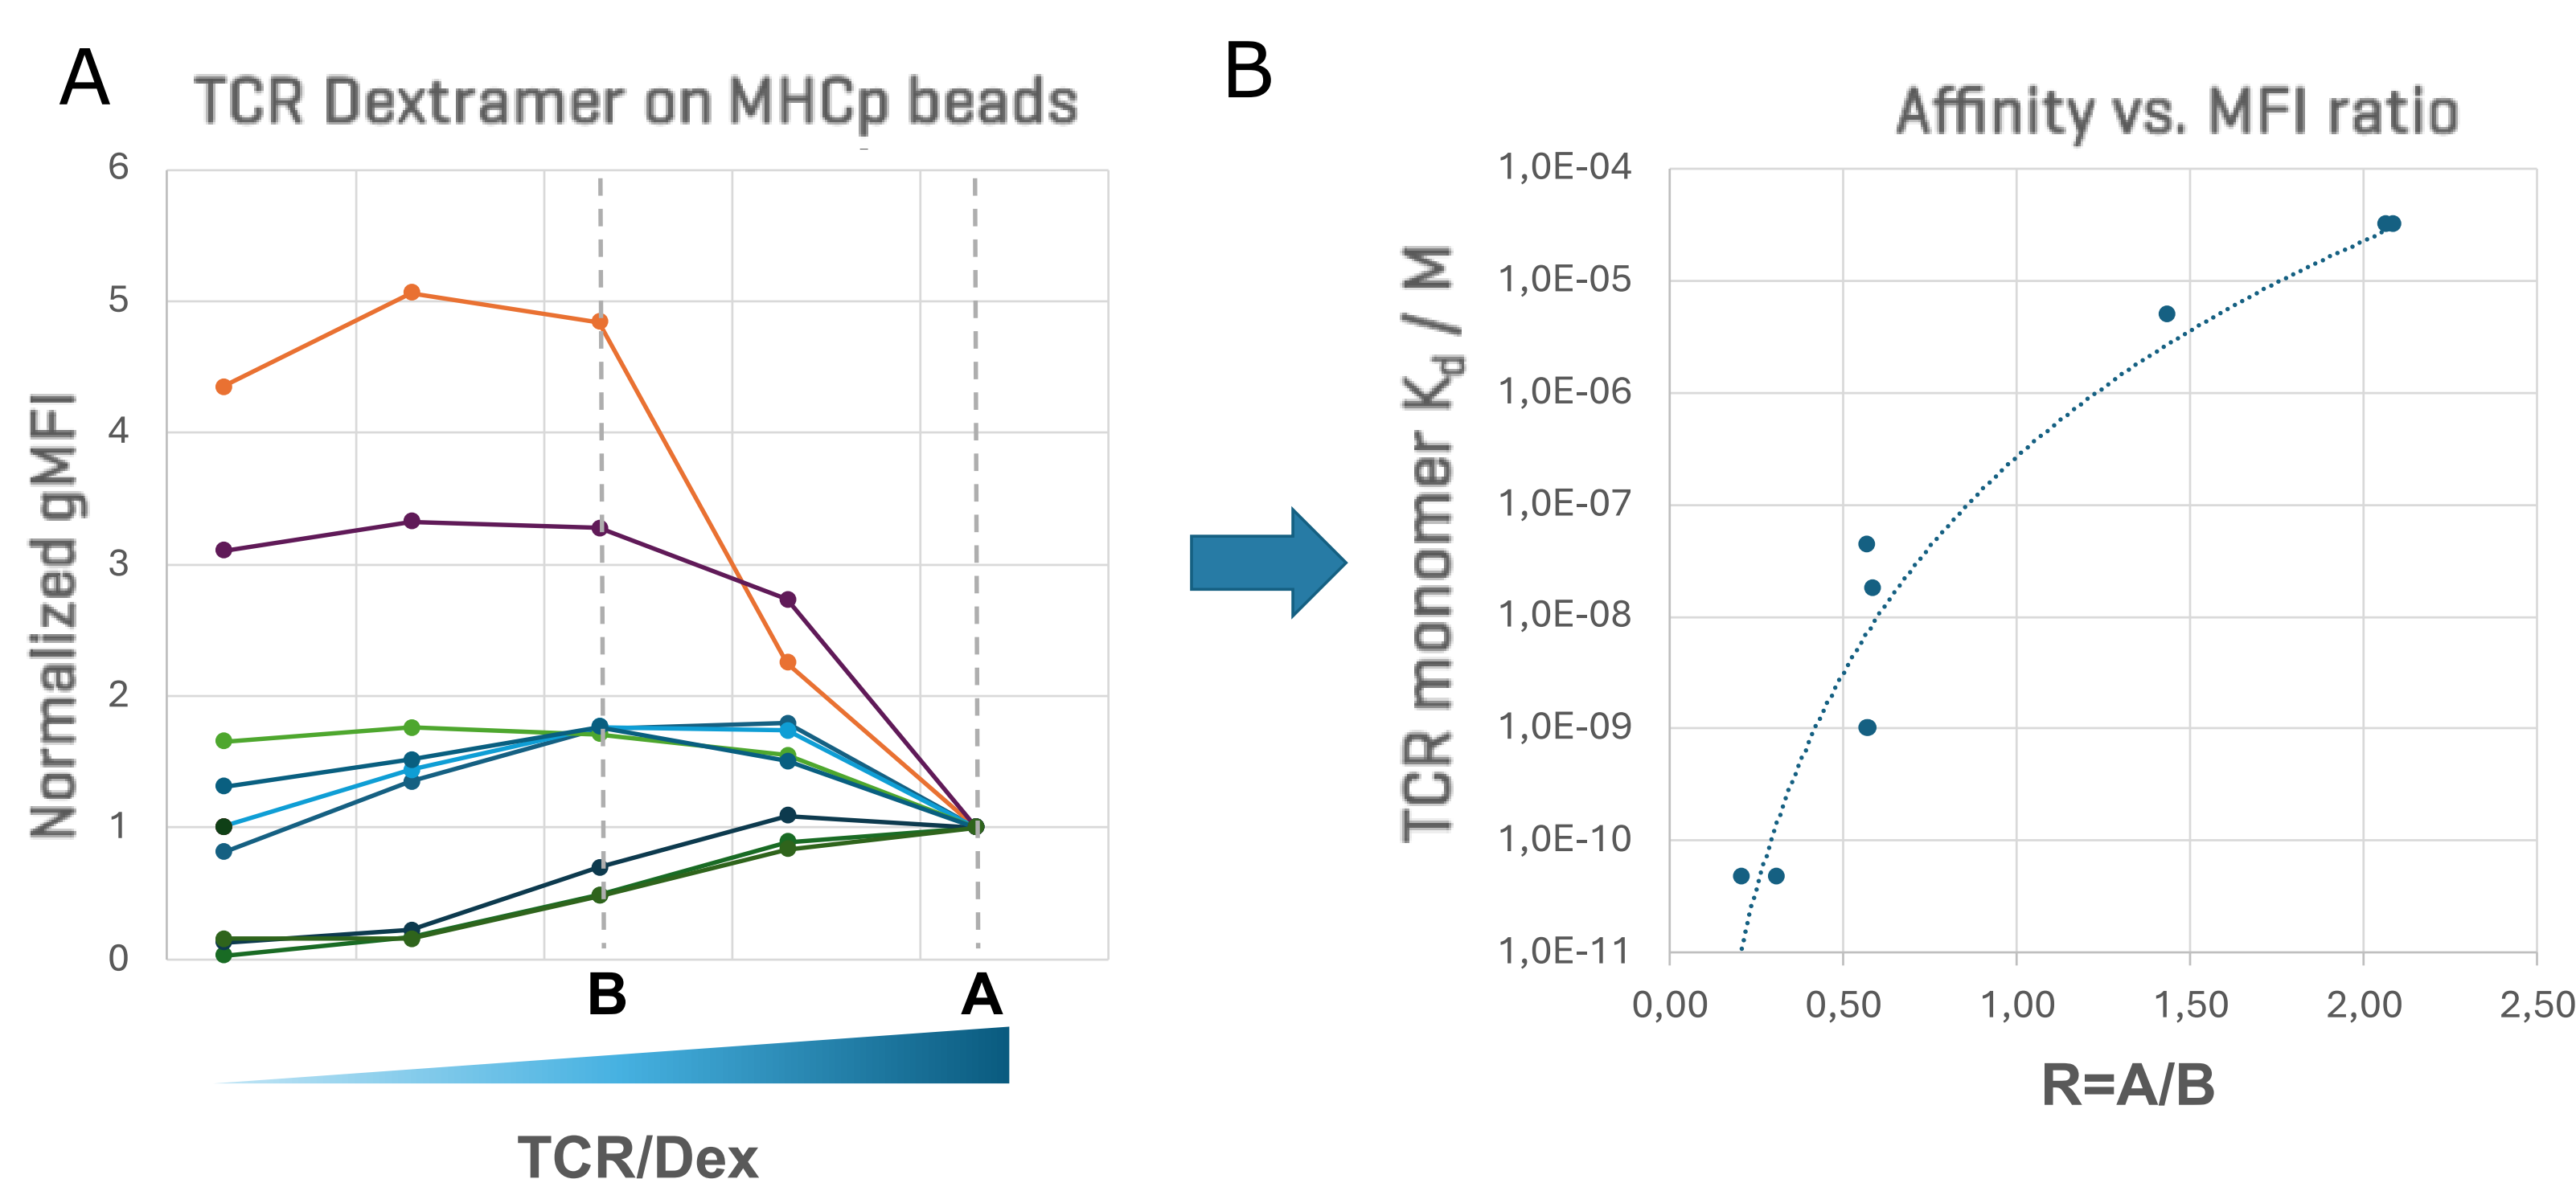 A
TCR Dextramer on MHCp beads
Normalized gMFI
6
5
4
3
2
1
0
B
A
TCR/Dex
B
Affinity vs. MFI ratio
TCR monomer Kd / M
1,0E-04
1,0E-05
1,0E-06
1,0E-07
1,0E-08
1,0E-09
1,0E-10
1,0E-11
0,00 0,50 1,00 1,50 2,00 2,50
R=A/B